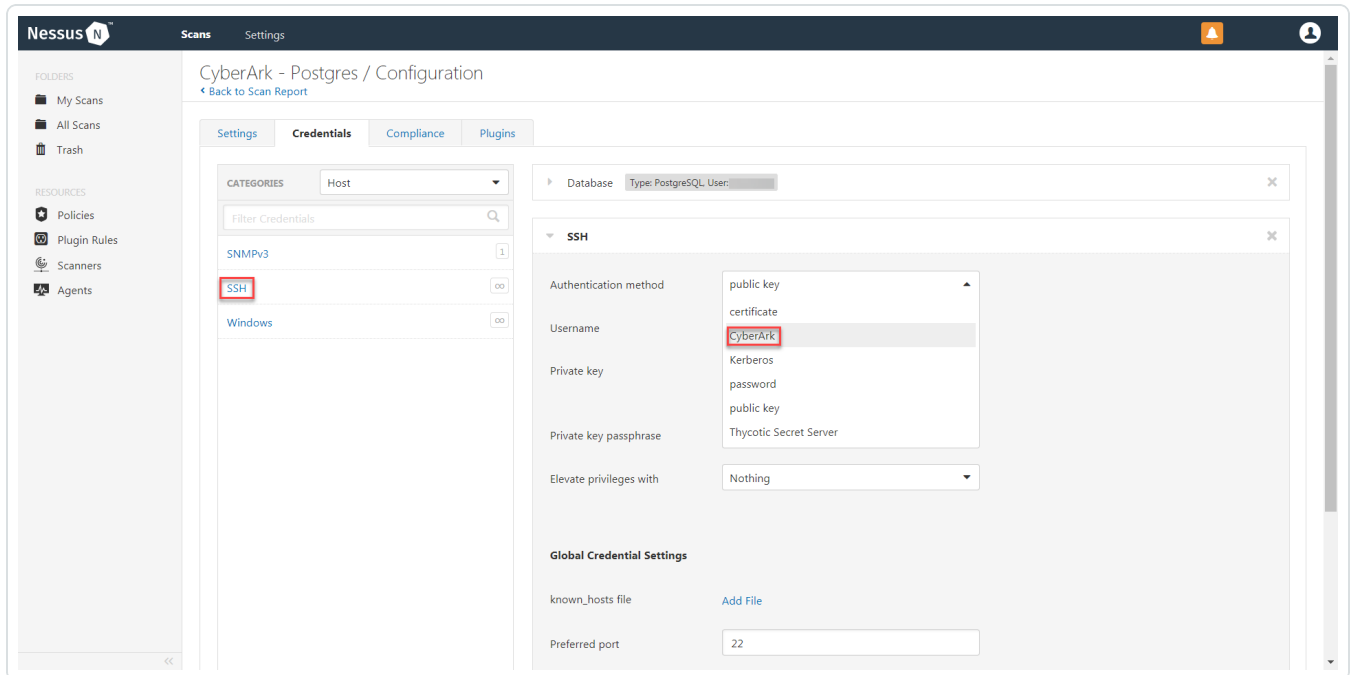 Nessus N ™ Scans Settings
FOLDERS
My Scans
All Scans
Trash
RESOURCES
Policies
Plugin Rules
Scanners
Agents
CyberArk - Postgres / Configuration
Back to Scan Report
Settings Credentials Compliance Plugins
CATEGORIES Host
Filter Credentials
SNMPv3 1
SSH ∞
Windows ∞
Database Type: PostgreSQL, User:
SSH
Authentication method public key
certificate
CyberArk
Kerberos
password
public key
Thycotic Secret Server
Username
Private key
Private key passphrase
Elevate privileges with Nothing
Global Credential Settings
known_hosts file Add File
Preferred port 22